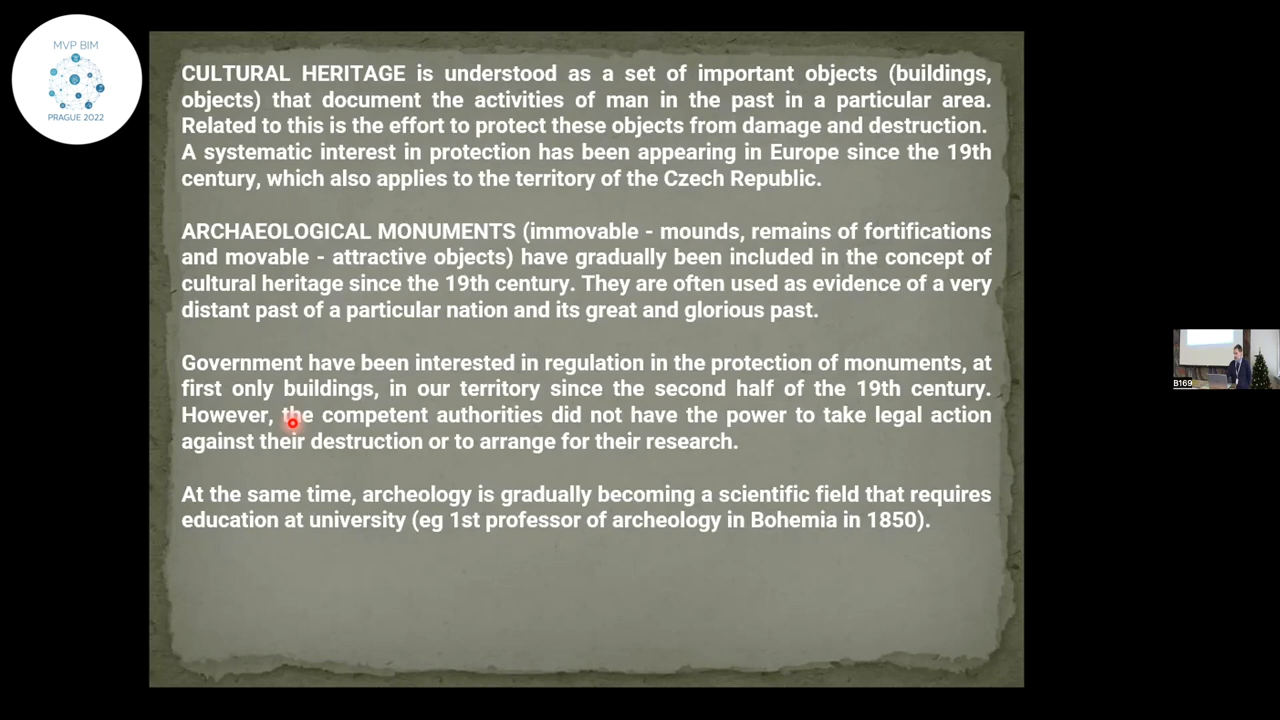 MVP BIM
PRAGUE 2022
CULTURAL HERITAGE is understood as a set of important objects (buildings,
objects) that document the activities of man in the past in a particular area.
Related to this is the effort to protect these objects from damage and destruction.
A systematic interest in protection has been appearing in Europe since the 19th
century, which also applies to the territory of the Czech Republic.
ARCHAEOLOGICAL MONUMENTS (immovable - mounds, remains of fortifications
and movable - attractive objects) have gradually been included in the concept of
cultural heritage since the 19th century. They are often used as evidence of a very
distant past of a particular nation and its great and glorious past.
Government have been interested in regulation in the protection of monuments, at
first only buildings, in our territory since the second half of the 19th century.
However, the competent authorities did not have the power to take legal action
against their destruction or to arrange for their research.
At the same time, archeology is gradually becoming a scientific field that requires
education at university (eg 1st professor of archeology in Bohemia in 1850).
B169